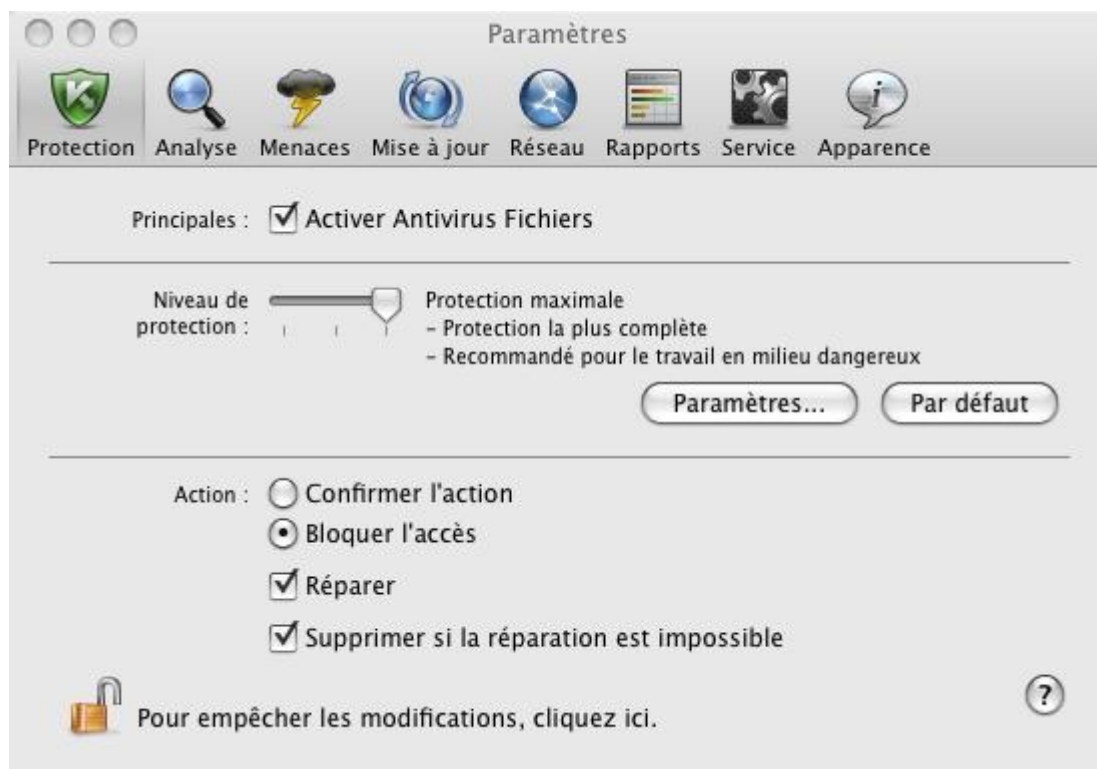 Paramètres
Protection Analyse Menaces Mise à jour Réseau Rapports Service Apparence
Principales : Activer Antivirus Fichiers
Niveau de protection :
Protection maximale
– Protection la plus complète
– Recommandé pour le travail en milieu dangereux
Paramètres... Par défaut
Action : Confirmer l'action
Bloquer l'accès
Réparer
Supprimer si la réparation est impossible
Pour empêcher les modifications, cliquez ici.
?